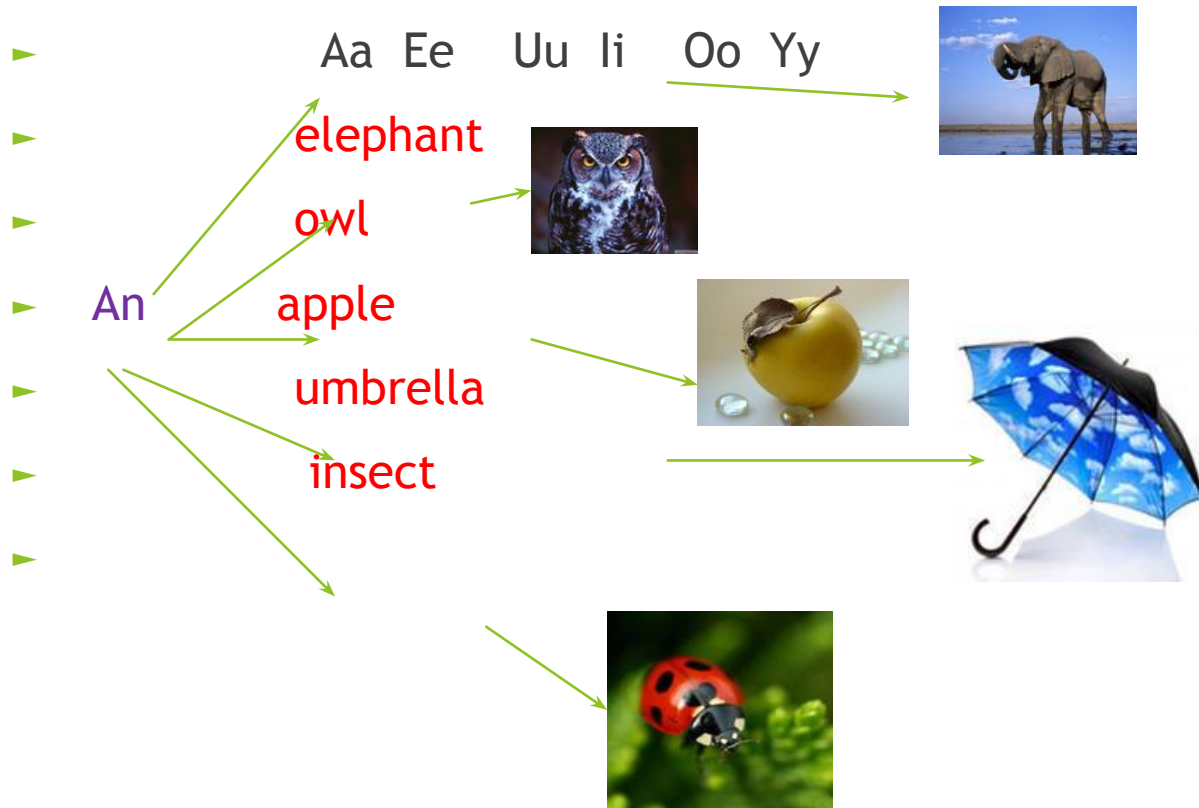 Aa Ee Uu Ii Oo Yy
elephant
owl
An apple
umbrella
insect